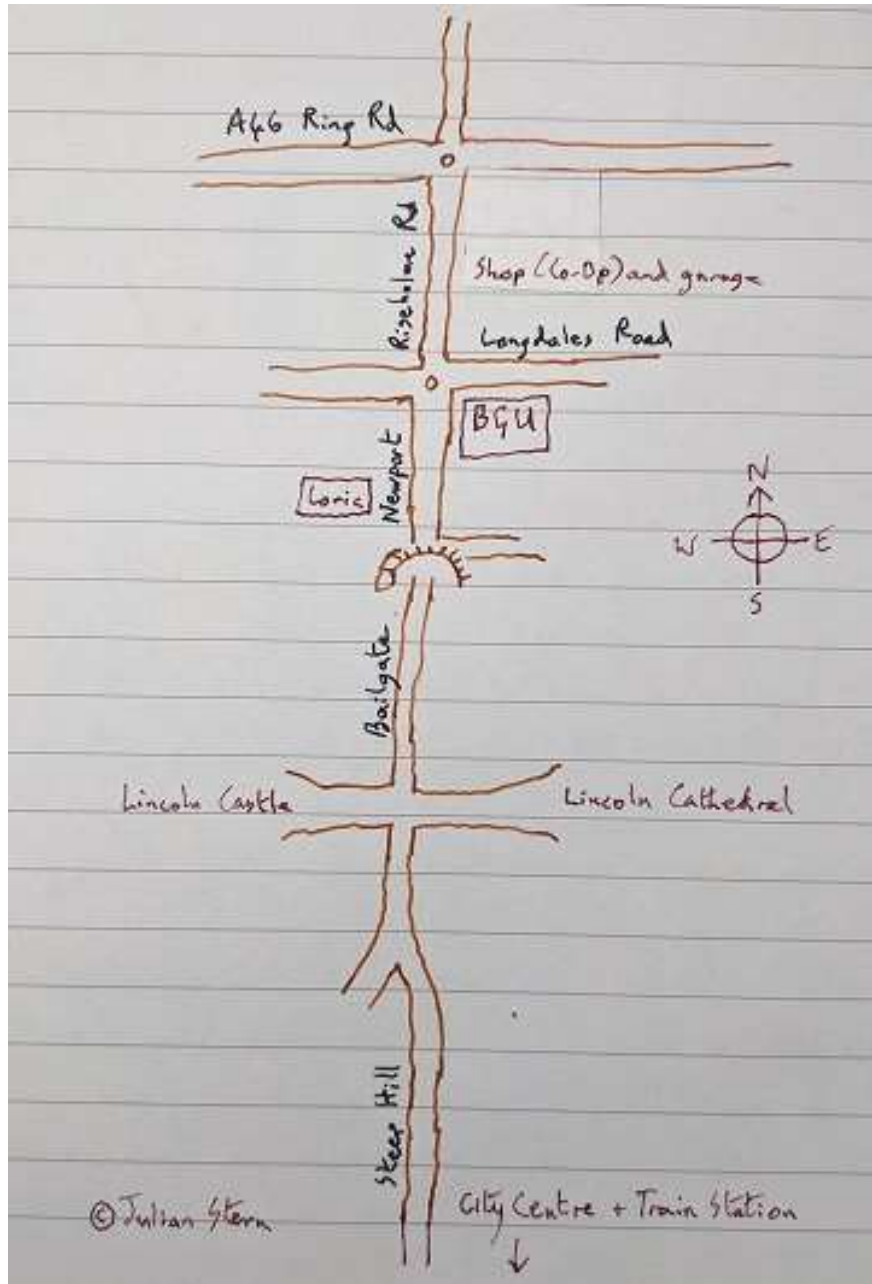 A46 Ring Rd
Riseholme Rd
Shop (Co-Op) and garage
Longdales Road
BGU
Newport
Loric
N
W
E
S
Bailgate
Lincoln Castle
Lincoln Cathedral
Steep Hill
© Julian Stern
City Centre + Train Station